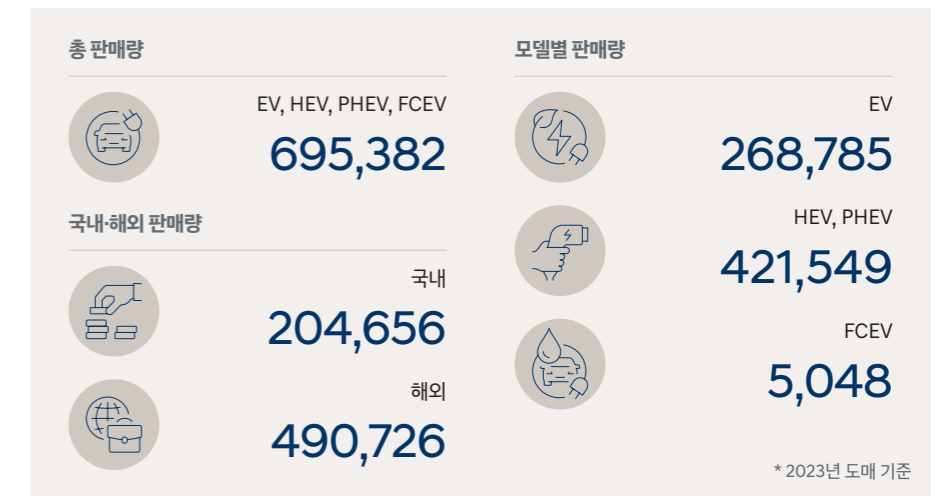 총 판매량
EV, HEV, PHEV, FCEV
695,382
국내·해외 판매량
국내
204,656
해외
490,726
모델별 판매량
EV
268,785
HEV, PHEV
421,549
FCEV
5,048
* 2023년 도매 기준